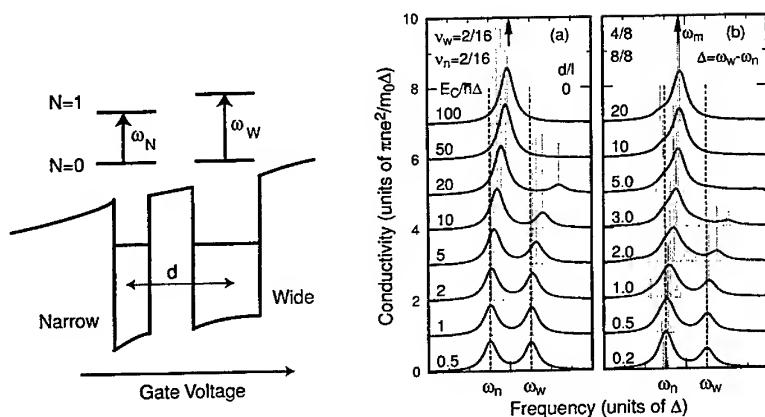 N=1
ω_N
ω_W
N=0
d
Narrow
Wide
Gate Voltage
Conductivity (units of πne²/m₀Δ)
10
8
6
4
2
0
(a)
ν_w=2/16
ν_n=2/16
E_C/ħΔ
d/l
0
100
50
20
10
5
2
1
0.5
ω_n
ω_w
(b)
ω_m
4/8
8/8
Δ=ω_w-ω_n
20
10
5.0
3.0
2.0
1.0
0.5
0.2
ω_n
ω_w
Frequency (units of Δ)